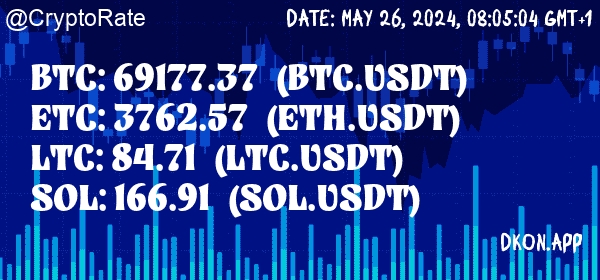 @CryptoRate
DATE: MAY 26, 2024, 08:05:04 GMT+1
BTC: 69177.37 (BTC.USDT)
ETC: 3762.57 (ETH.USDT)
LTC: 84.71 (LTC.USDT)
SOL: 166.91 (SOL.USDT)
DKON.APP